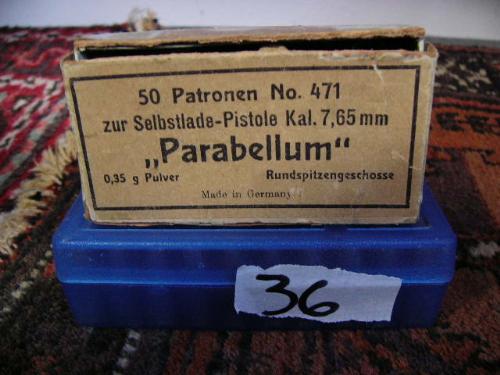 50 Patronen No. 471
zur Selbstlade-Pistole Kal. 7,65 mm
„Parabellum“
0,35 g Pulver Rundspitzengeschosse
Made in Germany
36